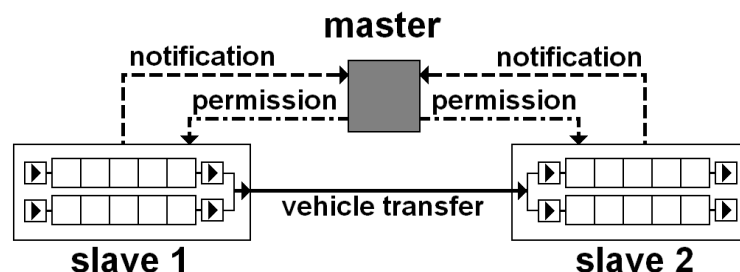 master
notification
notification
permission
permission
vehicle transfer
slave 1
slave 2